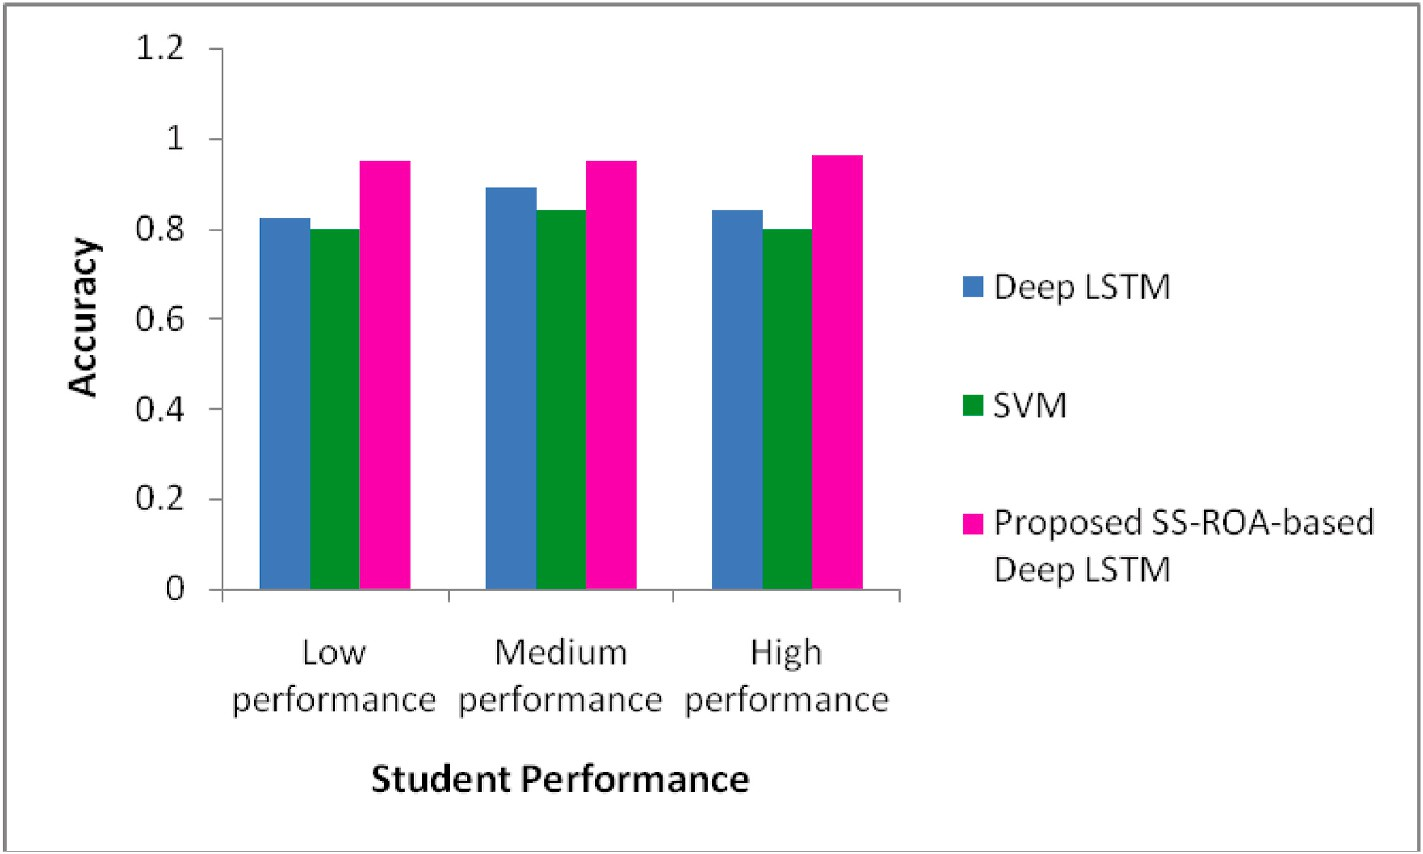 1.2
1
0.8
0.6
0.4
0.2
0
Accuracy
Low
performance
Medium
performance
High
performance
Student Performance
Deep LSTM
SVM
Proposed SS-ROA-based
Deep LSTM